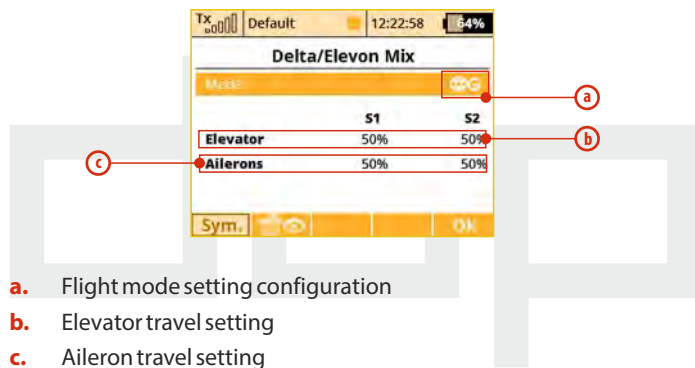 Tx Default 12:22:58 64%
Delta/Elevon Mix
Mode G
a
S1 S2
Elevator 50% 50%
b
c
Ailerons 50% 50%
Sym. Ok
a. Flight mode setting configuration
b. Elevator travel setting
c. Aileron travel setting